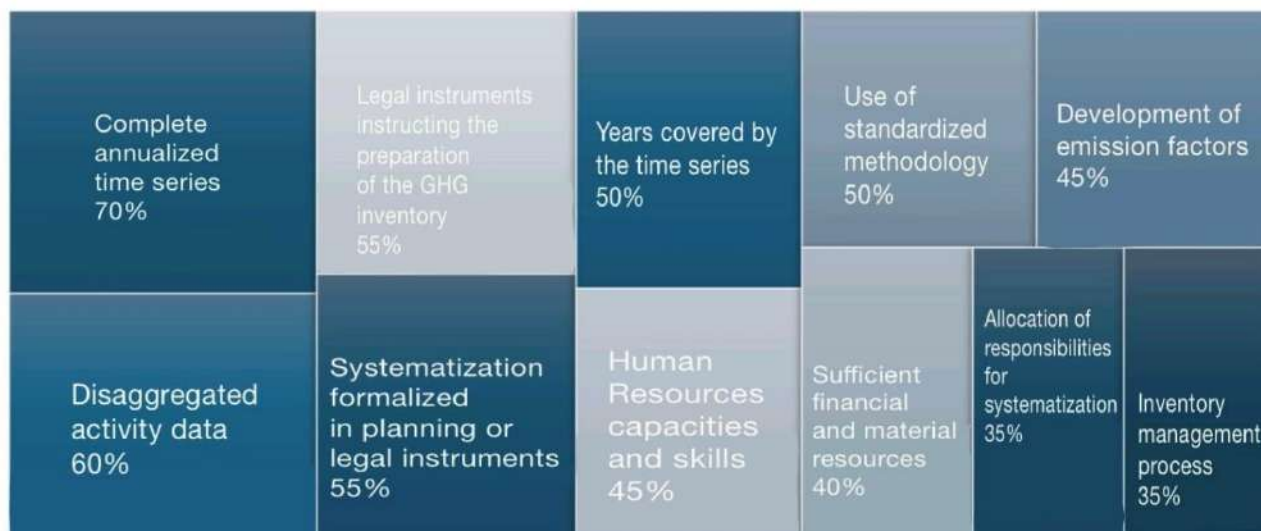 Complete
annualized
time series
70%
Legal instruments
instructing the
preparation
of the GHG
inventory
55%
Years covered by
the time series
50%
Use of
standardized
methodology
50%
Development of
emission factors
45%
Disaggregated
activity data
60%
Systematization
formalized
in planning or
legal instruments
55%
Human
Resources
capacities
and skills
45%
Sufficient
financial
and material
resources
40%
Allocation of
responsibilities
for
systematization
35%
Inventory
management
process
35%